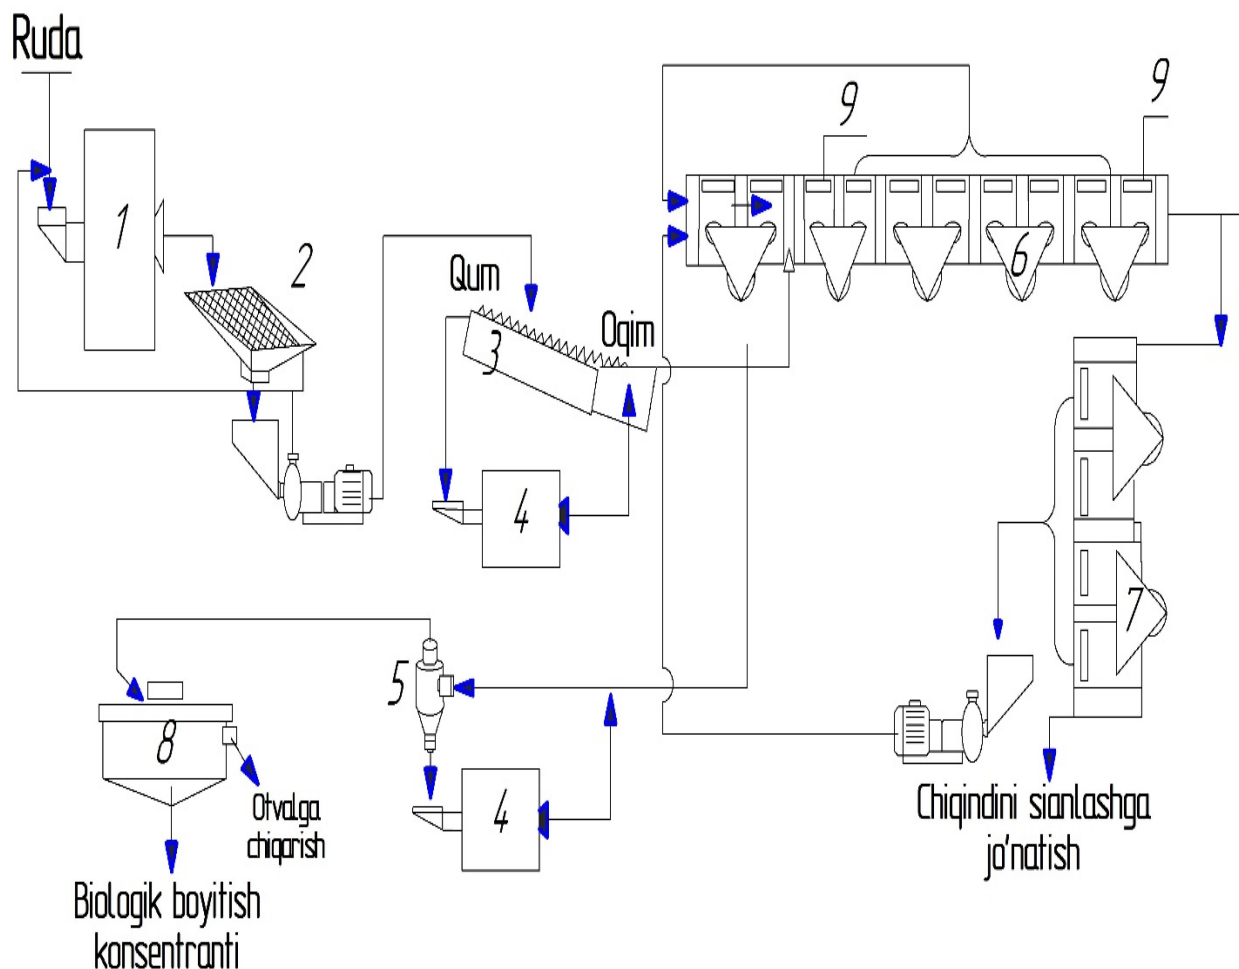 Ruda
9
9
1
2
Qum
6
Oqim
3
4
7
5
8
4
Otvalga
chiqarish
Chiqindini sianlashga
jo'natish
Biologik boyitish
konsentranti